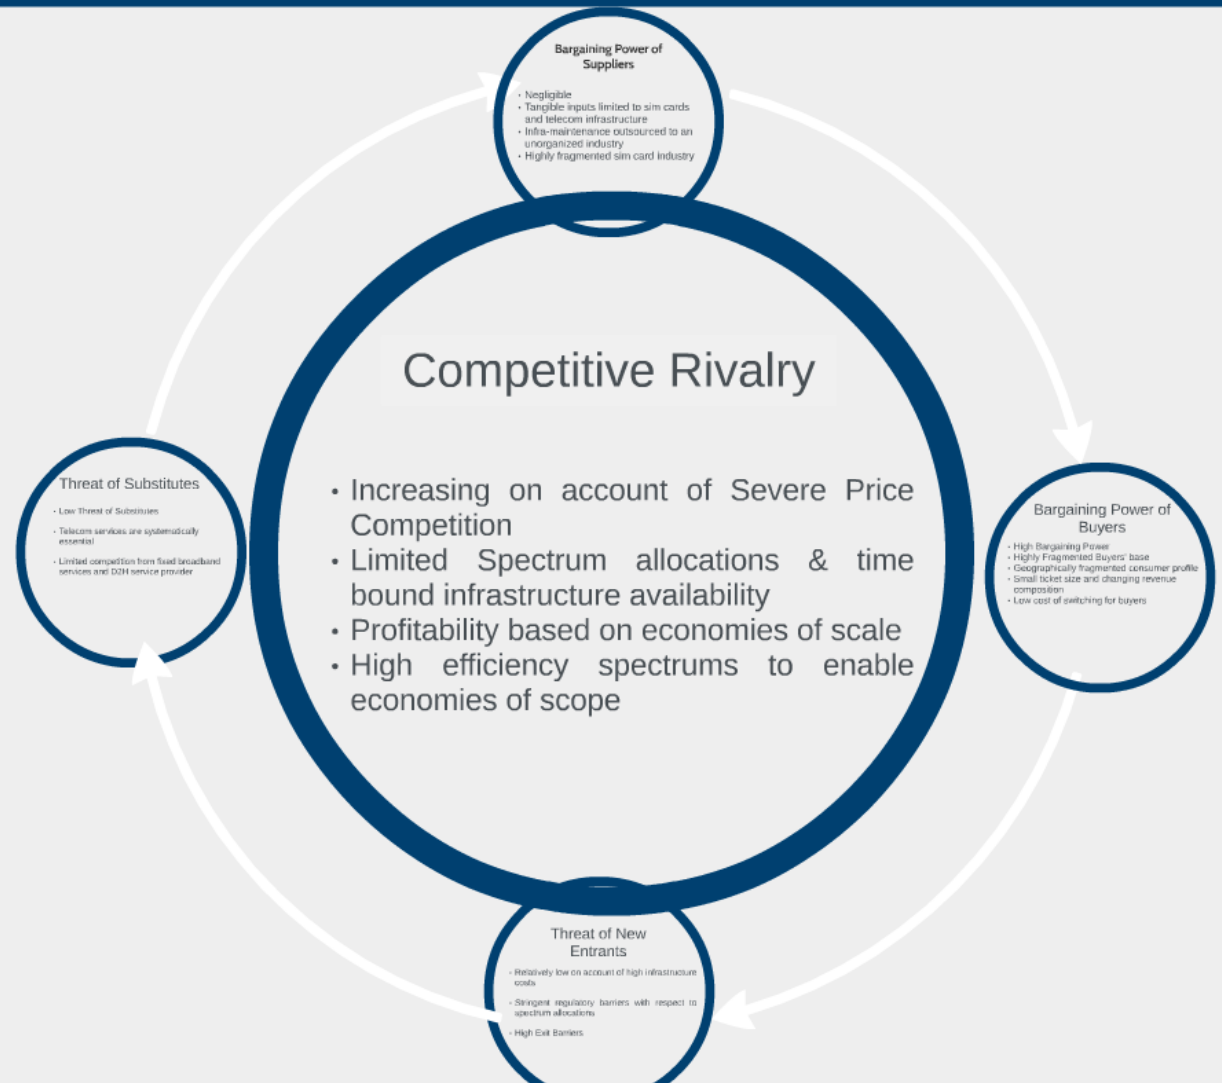 Bargaining Power of
Suppliers
• Negligible
• Tangible inputs limited to sim cards
and telecom infrastructure
• Infra-maintenance outsourced to an
unorganized industry
• Highly fragmented sim card industry
Competitive Rivalry
• Increasing on account of Severe Price
Competition
• Limited Spectrum allocations & time
bound infrastructure availability
• Profitability based on economies of scale
• High efficiency spectrums to enable
economies of scope
Threat of Substitutes
• Low Threat of Substitutes
• Telecom services are systematically
essential
• Limited competition from fixed broadband
services and D2H service provider
Bargaining Power of
Buyers
• High Bargaining Power
• Highly Fragmented Buyers' base
• Geographically fragmented consumer profile
• Small ticket size and changing revenue
composition
• Low cost of switching for buyers
Threat of New
Entrants
• Relatively low on account of high infrastructure
costs
• Stringent regulatory barriers with respect to
spectrum allocations
• High Exit Barriers